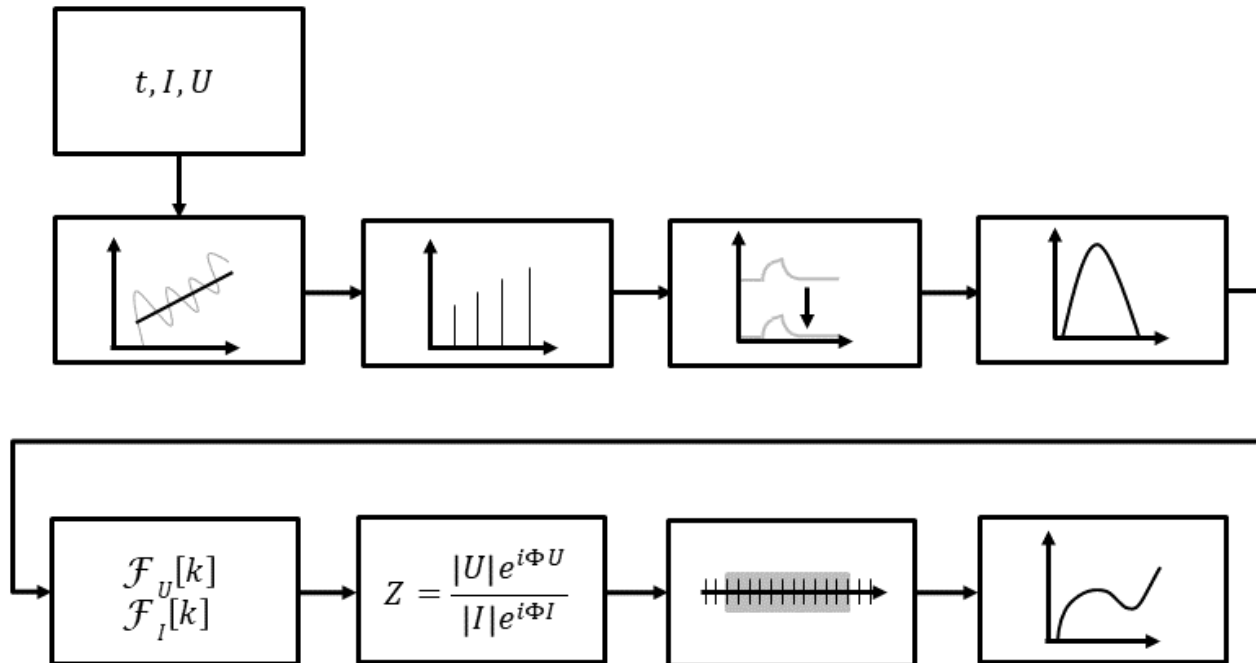 t, I, U
ℱ_U[k]
ℱ_I[k]
Z = |U|e^{iΦU} / |I|e^{iΦI}